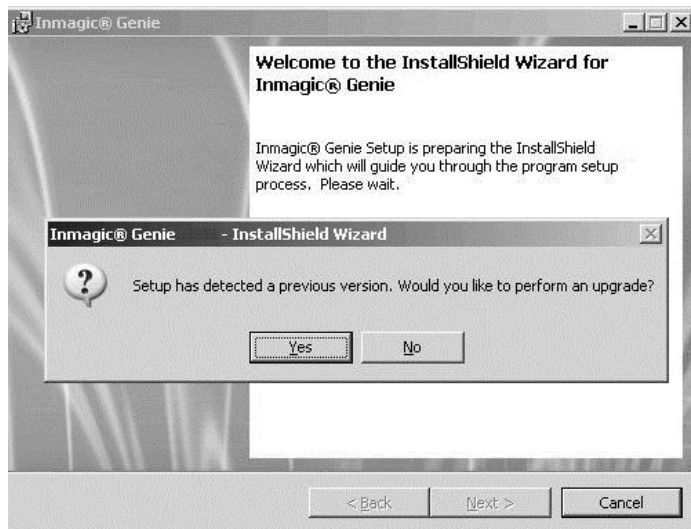 Inmagic® Genie
Welcome to the InstallShield Wizard for
Inmagic® Genie
Inmagic® Genie Setup is preparing the InstallShield
Wizard which will guide you through the program setup
process. Please wait.
Inmagic® Genie - InstallShield Wizard
Setup has detected a previous version. Would you like to perform an upgrade?
Yes No
< Back Next > Cancel